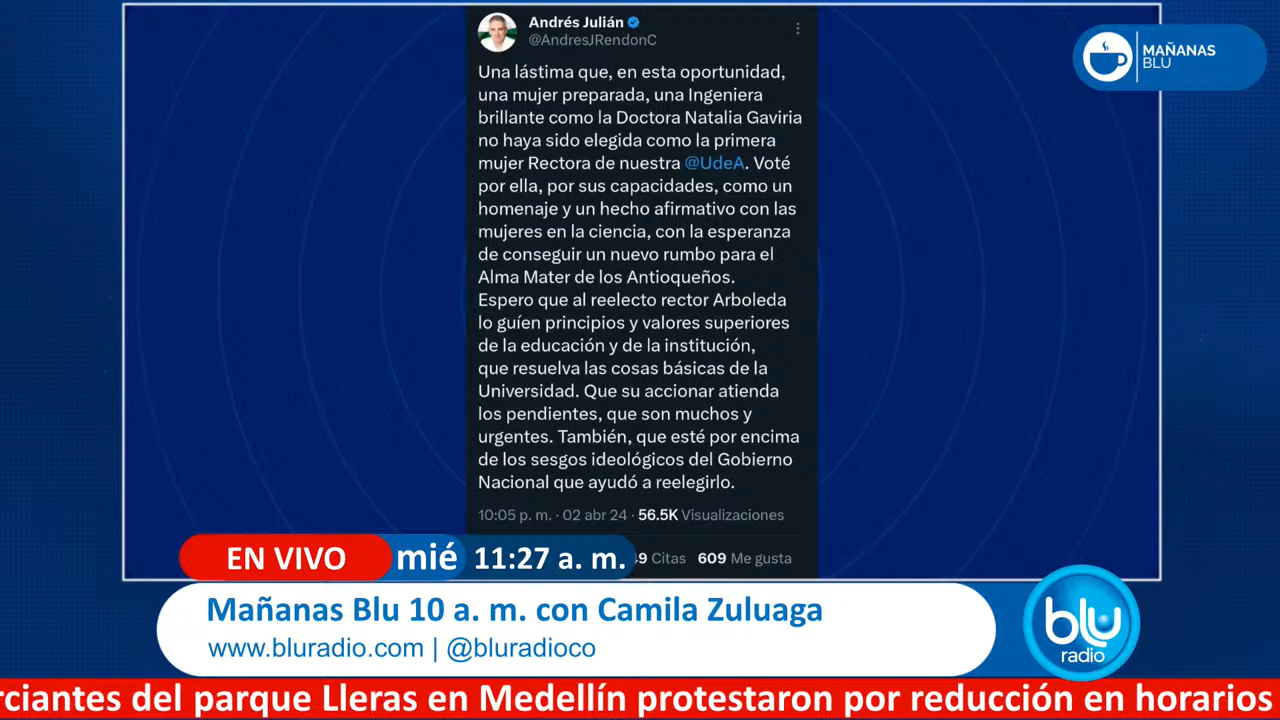 Andrés Julián
@AndresJRendonC
MAÑANAS
BLU
Una lástima que, en esta oportunidad,
una mujer preparada, una Ingeniera
brillante como la Doctora Natalia Gaviria
no haya sido elegida como la primera
mujer Rectora de nuestra @UdeA. Voté
por ella, por sus capacidades, como un
homenaje y un hecho afirmativo con las
mujeres en la ciencia, con la esperanza
de conseguir un nuevo rumbo para el
Alma Mater de los Antioqueños.
Espero que al reelecto rector Arboleda
lo guíen principios y valores superiores
de la educación y de la institución,
que resuelva las cosas básicas de la
Universidad. Que su accionar atienda
los pendientes, que son muchos y
urgentes. También, que esté por encima
de los sesgos ideológicos del Gobierno
Nacional que ayudó a reelegirlo.
10:05 p. m. · 02 abr 24 · 56.5K Visualizaciones
Citas 609 Me gusta
EN VIVO mié 11:27 a. m.
Mañanas Blu 10 a. m. con Camila Zuluaga
www.bluradio.com | @bluradioco
blu
radio
rciantes del parque Lleras en Medellín protestaron por reducción en horarios